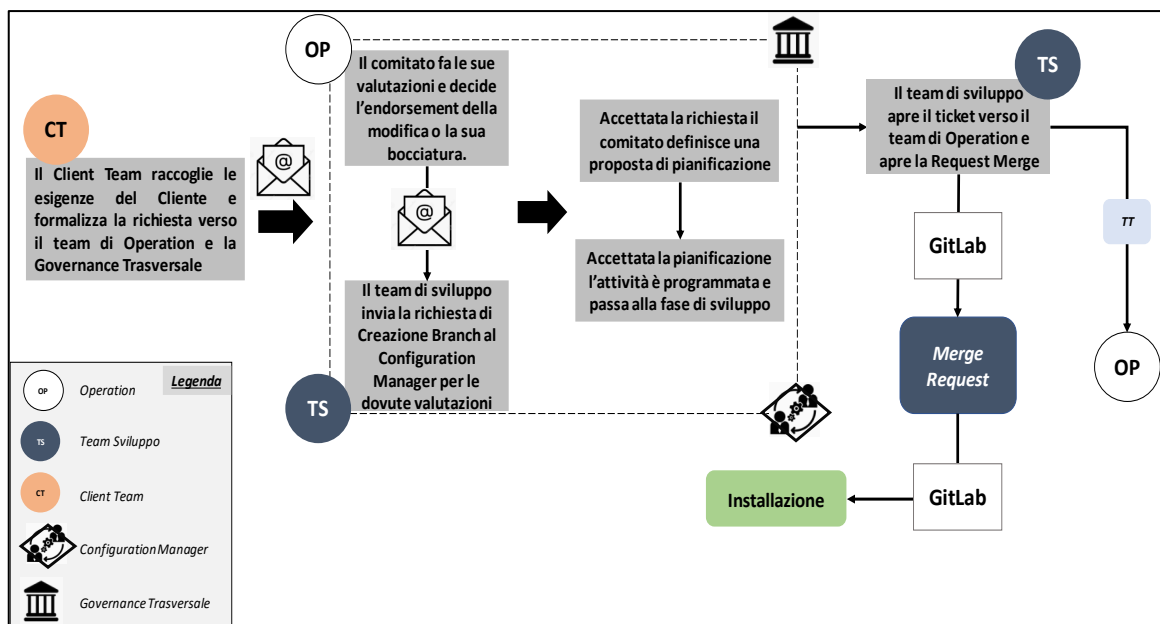 CT
Il Client Team raccoglie le
esigenze del Cliente e
formalizza la richiesta verso
il team di Operation e la
Governance Trasversale
@
OP
Il comitato fa le sue
valutazioni e decide
l'endorsement della
modifica o la sua
bocciatura.
@
Il team di sviluppo
invia la richiesta di
Creazione Branch al
Configuration
Manager per le
dovute valutazioni
TS
Accettata la richiesta il
comitato definisce una
proposta di pianificazione
Accettata la pianificazione
l'attività è programmata e
passa alla fase di sviluppo
TS
Il team di sviluppo
apre il ticket verso il
team di Operation e
apre la Request Merge
GitLab
TT
Merge
Request
OP
GitLab
Installazione
Legenda
OP Operation
TS Team Sviluppo
CT Client Team
Configuration Manager
Governance Trasversale